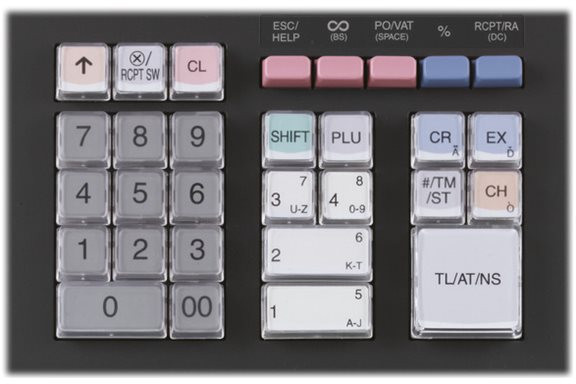 ESC/
HELP
∞
(BS)
PO/VAT
(SPACE)
%
RCPT/RA
(DC)
↑
⊗/
RCPT SW
CL
7
8
9
SHIFT
PLU
CR
Ä
EX
Ď
4
5
6
7
3
U-Z
8
4
0-9
#/TM
/ST
CH
Ò
1
2
3
6
2
K-T
TL/AT/NS
0
00
5
1
A-J